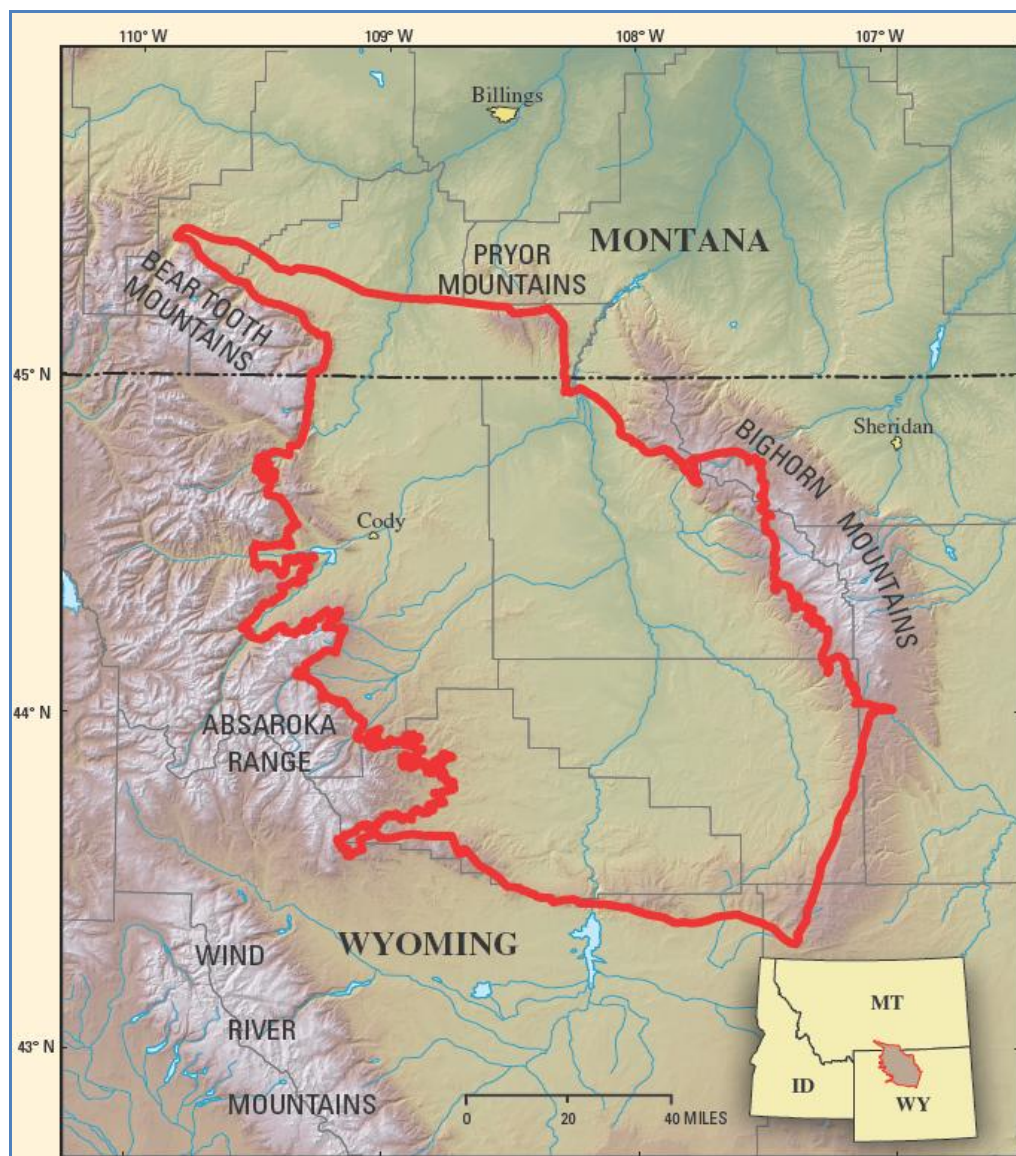 110° W 109° W 108° W 107° W
Billings
MONTANA
PRYOR
MOUNTAINS
BEARTOOTH
MOUNTAINS
45° N
BIGHORN
MOUNTAINS
Sheridan
Cody
44° N
ABSAROKA
RANGE
WYOMING
WIND
RIVER
MOUNTAINS
43° N
0 20 40 MILES
MT
ID
WY